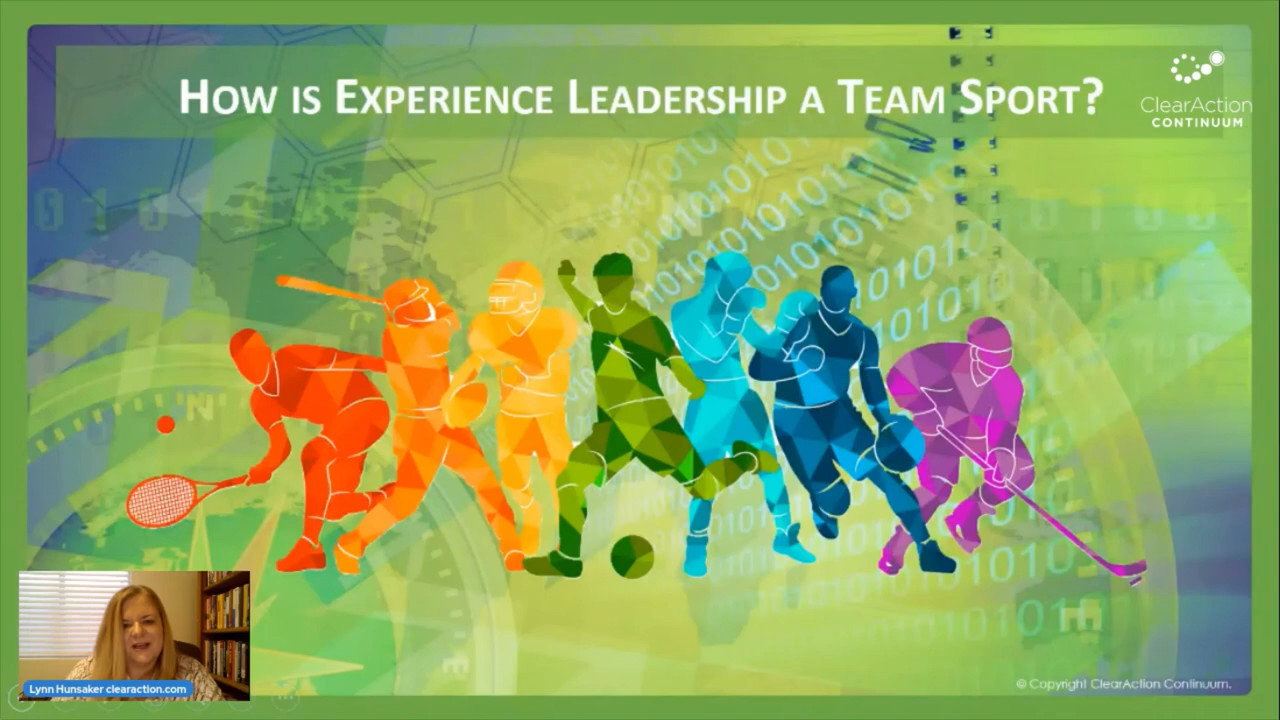 HOW IS EXPERIENCE LEADERSHIP A TEAM SPORT?
ClearAction
CONTINUUM
'N'
E
E
Lynn Hunsaker clearaction.com
© Copyright ClearAction Continuum.